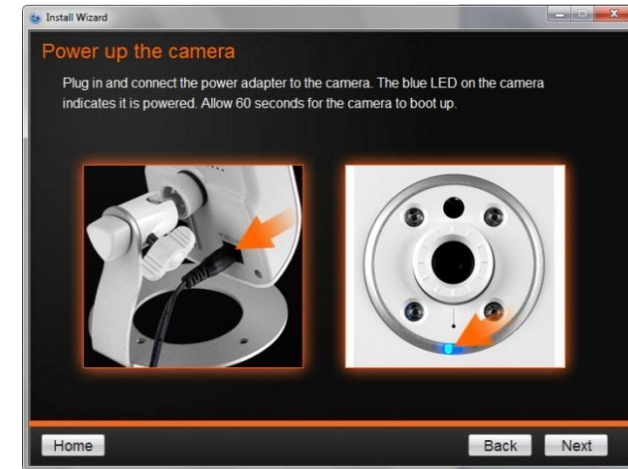 Install Wizard
Power up the camera
Plug in and connect the power adapter to the camera. The blue LED on the camera
indicates it is powered. Allow 60 seconds for the camera to boot up.
Home
Back
Next